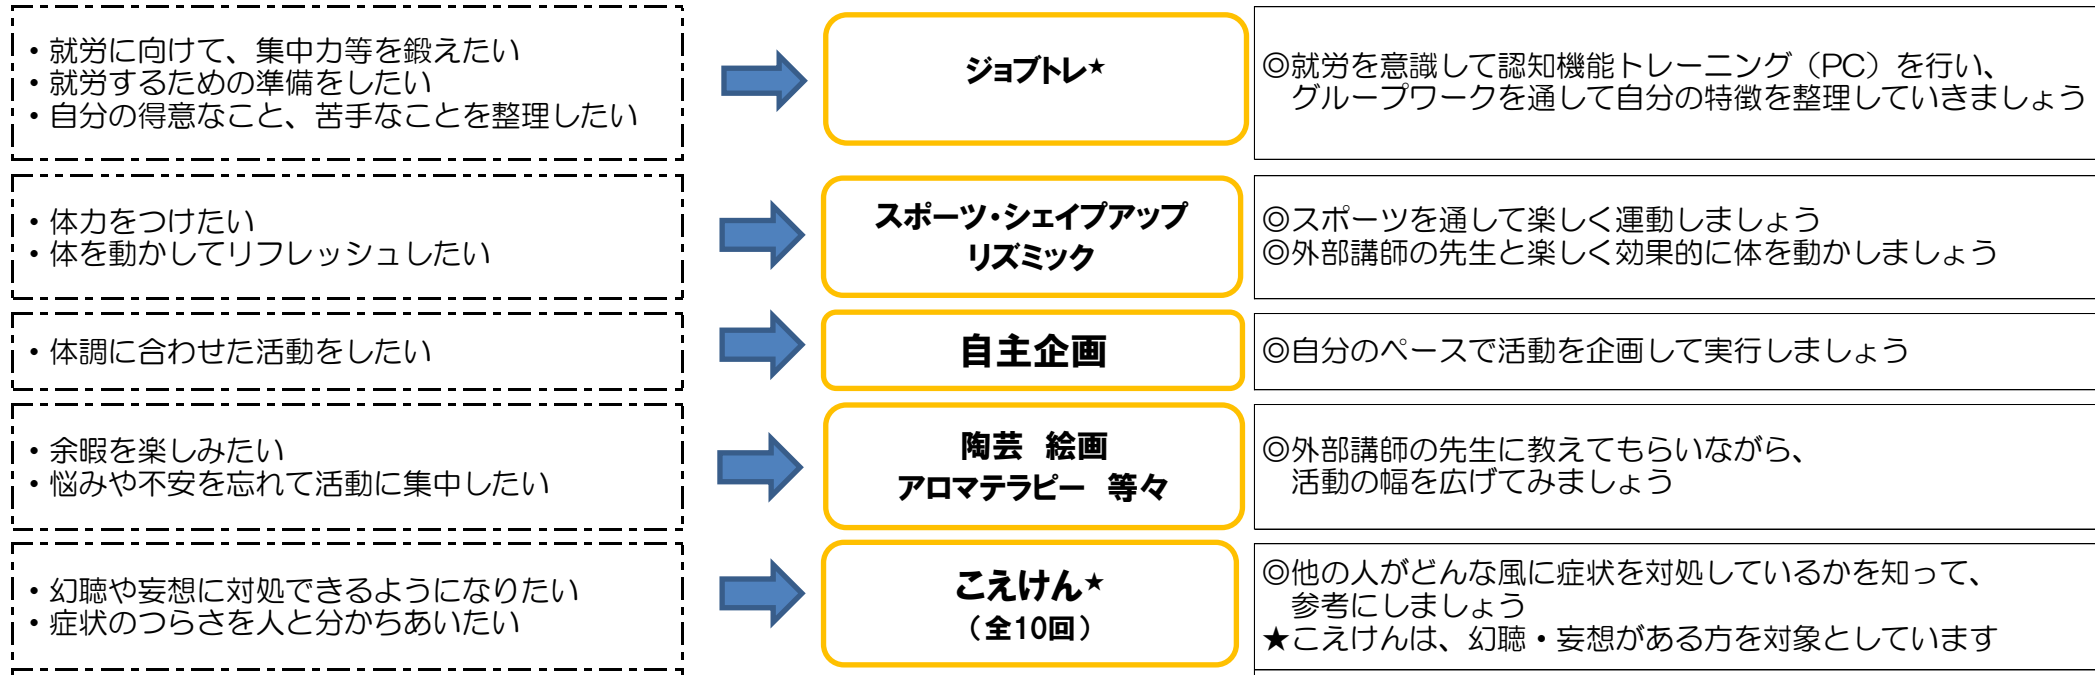 ・就労に向けて、集中力等を鍛えたい
・就労するための準備をしたい
・自分の得意なこと、苦手なことを整理したい
ジョブトレ★
◎就労を意識して認知機能トレーニング（PC）を行い、
グループワークを通して自分の特徴を整理していきましょう
・体力をつけたい
・体を動かしてリフレッシュしたい
スポーツ・シェイプアップ
リズミック
◎スポーツを通して楽しく運動しましょう
◎外部講師の先生と楽しく効果的に体を動かしましょう
・体調に合わせた活動をしたい
自主企画
◎自分のペースで活動を企画して実行しましょう
・余暇を楽しみたい
・悩みや不安を忘れて活動に集中したい
陶芸　絵画
アロマテラピー　等々
◎外部講師の先生に教えてもらいながら、
活動の幅を広げてみましょう
・幻聴や妄想に対処できるようになりたい
・症状のつらさを人と分かちあいたい
こえけん★
（全10回）
◎他の人がどんな風に症状を対処しているかを知って、
参考にしましょう
★こえけんは、幻聴・妄想がある方を対象としています